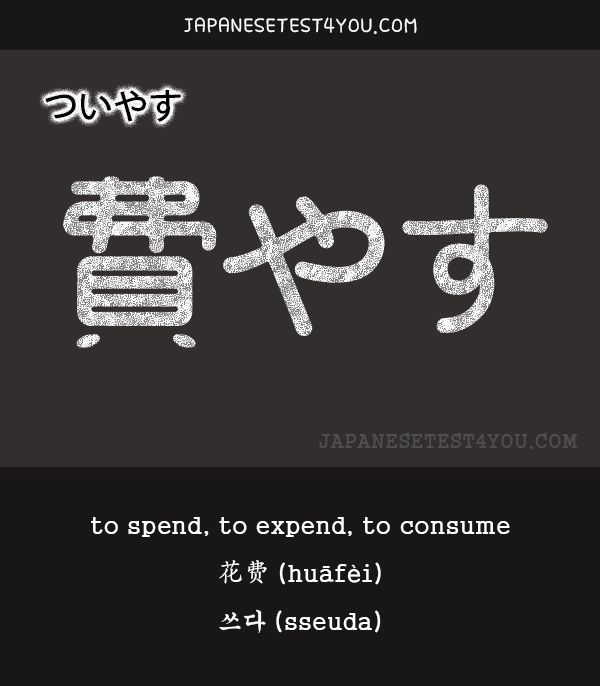 JAPANESETEST4YOU.COM
ついやす
費やす
JAPANESETEST4YOU.COM
to spend, to expend, to consume
花费 (huāfèi)
쓰다 (sseuda)